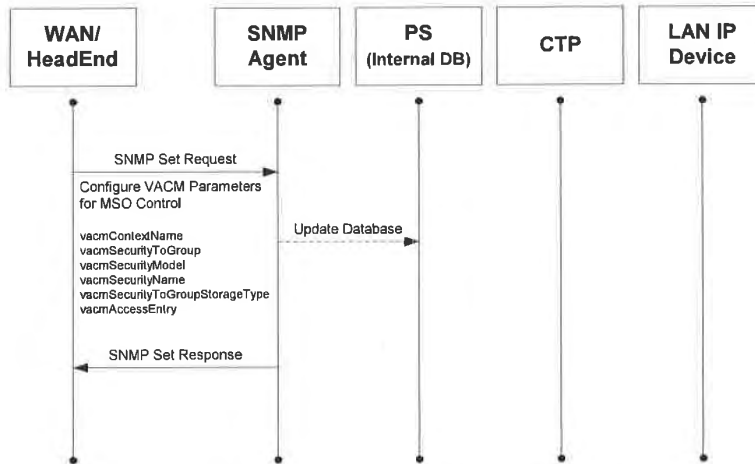 WAN/
HeadEnd
SNMP
Agent
PS
(Internal DB)
CTP
LAN IP
Device
SNMP Set Request
Configure VACM Parameters
for MSO Control
vacmContextName
vacmSecurityToGroup
vacmSecurityModel
vacmSecurityName
vacmSecurityToGroupStorageType
vacmAccessEntry
Update Database
SNMP Set Response